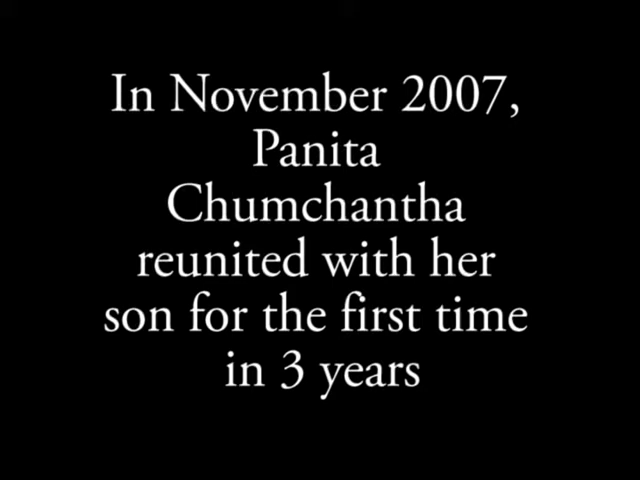 In November 2007,
Panita
Chumchantha
reunited with her
son for the first time
in 3 years